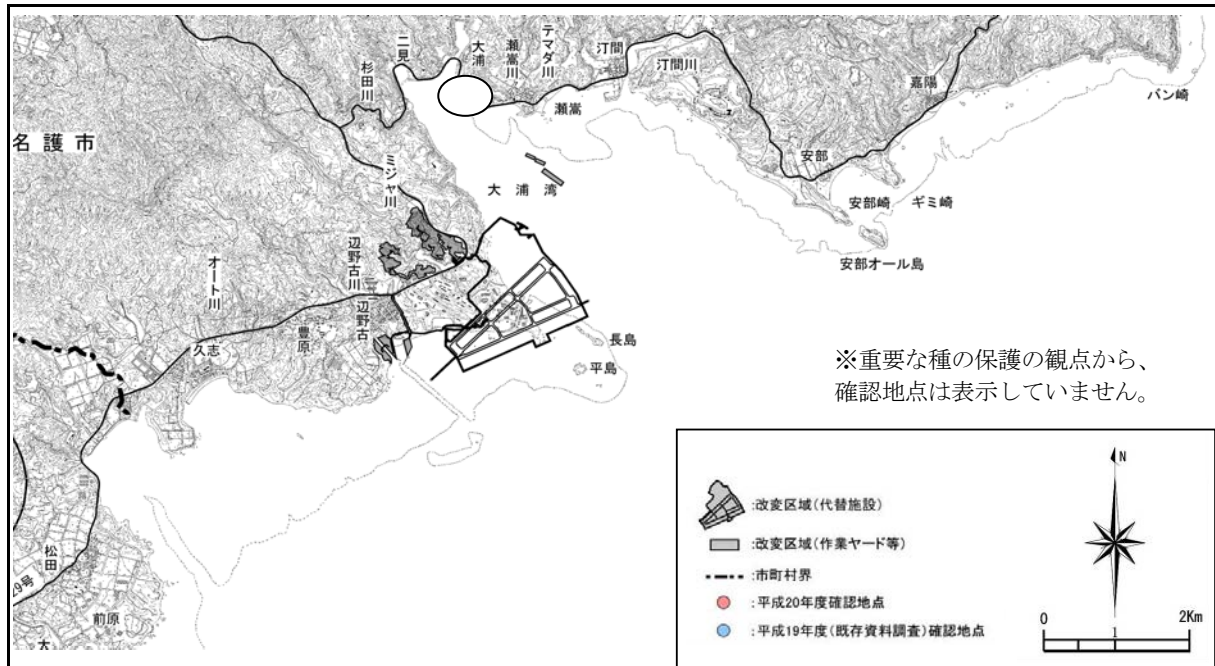 二見
大浦
瀬嵩川
テマダ川
汀間
杉田川
汀間川
嘉陽
バン崎
瀬嵩
名護市
安部
ミジャ川
大浦湾
安部崎
ギミ崎
安部オール島
オート川
辺野古川
辺野古
豊原
久志
長島
平島
※重要な種の保護の観点から、
確認地点は表示していません。
松田
29号
前原
:改変区域(代替施設)
:改変区域(作業ヤード等)
:市町村界
:平成20年度確認地点
:平成19年度(既存資料調査)確認地点
N
0
1
2Km